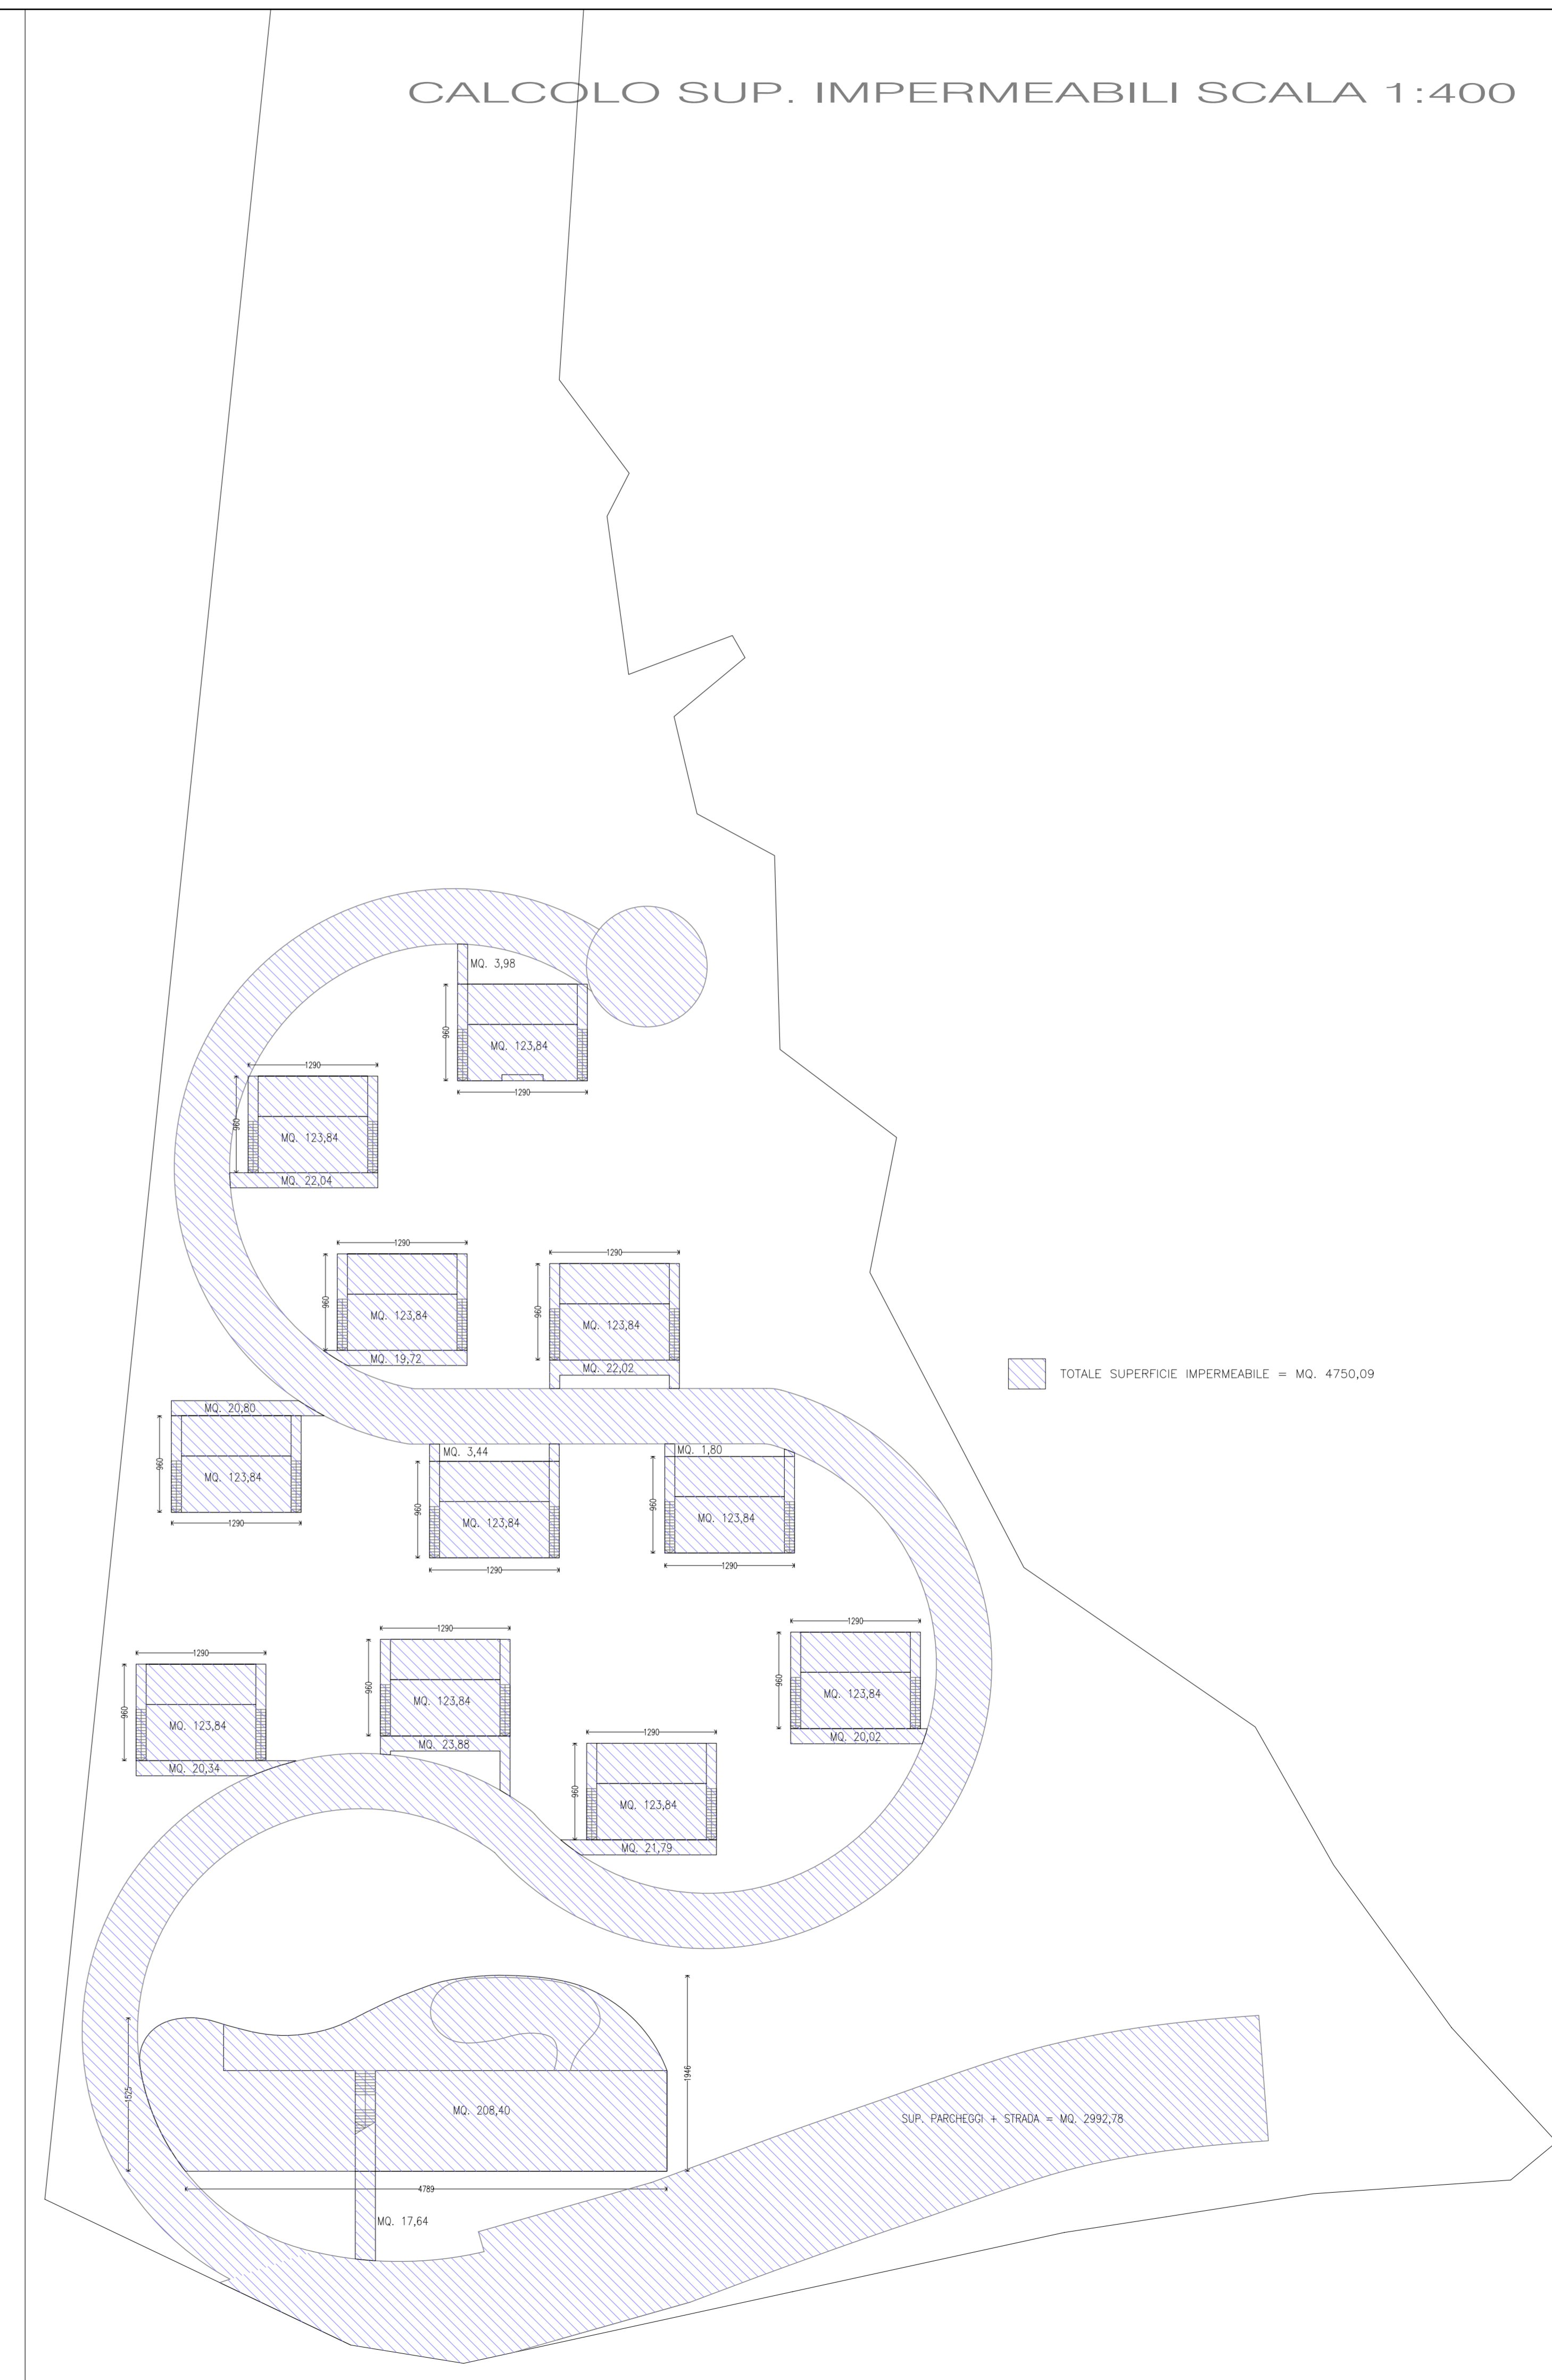 CALCOLO SUP. IMPERMEABILI SCALA 1:400
MQ. 3,98
960
MQ. 123,84
1290
1290
960
MQ. 123,84
MQ. 22,04
1290
960
MQ. 123,84
MQ. 19,72
1290
960
MQ. 123,84
MQ. 22,02
TOTALE SUPERFICIE IMPERMEABILE = MQ. 4750,09
MQ. 20,80
960
MQ. 123,84
1290
MQ. 3,44
960
MQ. 123,84
1290
MQ. 1,80
960
MQ. 123,84
1290
1290
960
MQ. 123,84
MQ. 20,34
1290
960
MQ. 123,84
MQ. 23,88
1290
960
MQ. 123,84
MQ. 20,02
1290
960
MQ. 123,84
MQ. 21,79
1525
1946
MQ. 208,40
SUP. PARCHEGGI + STRADA = MQ. 2992,78
4789
MQ. 17,64